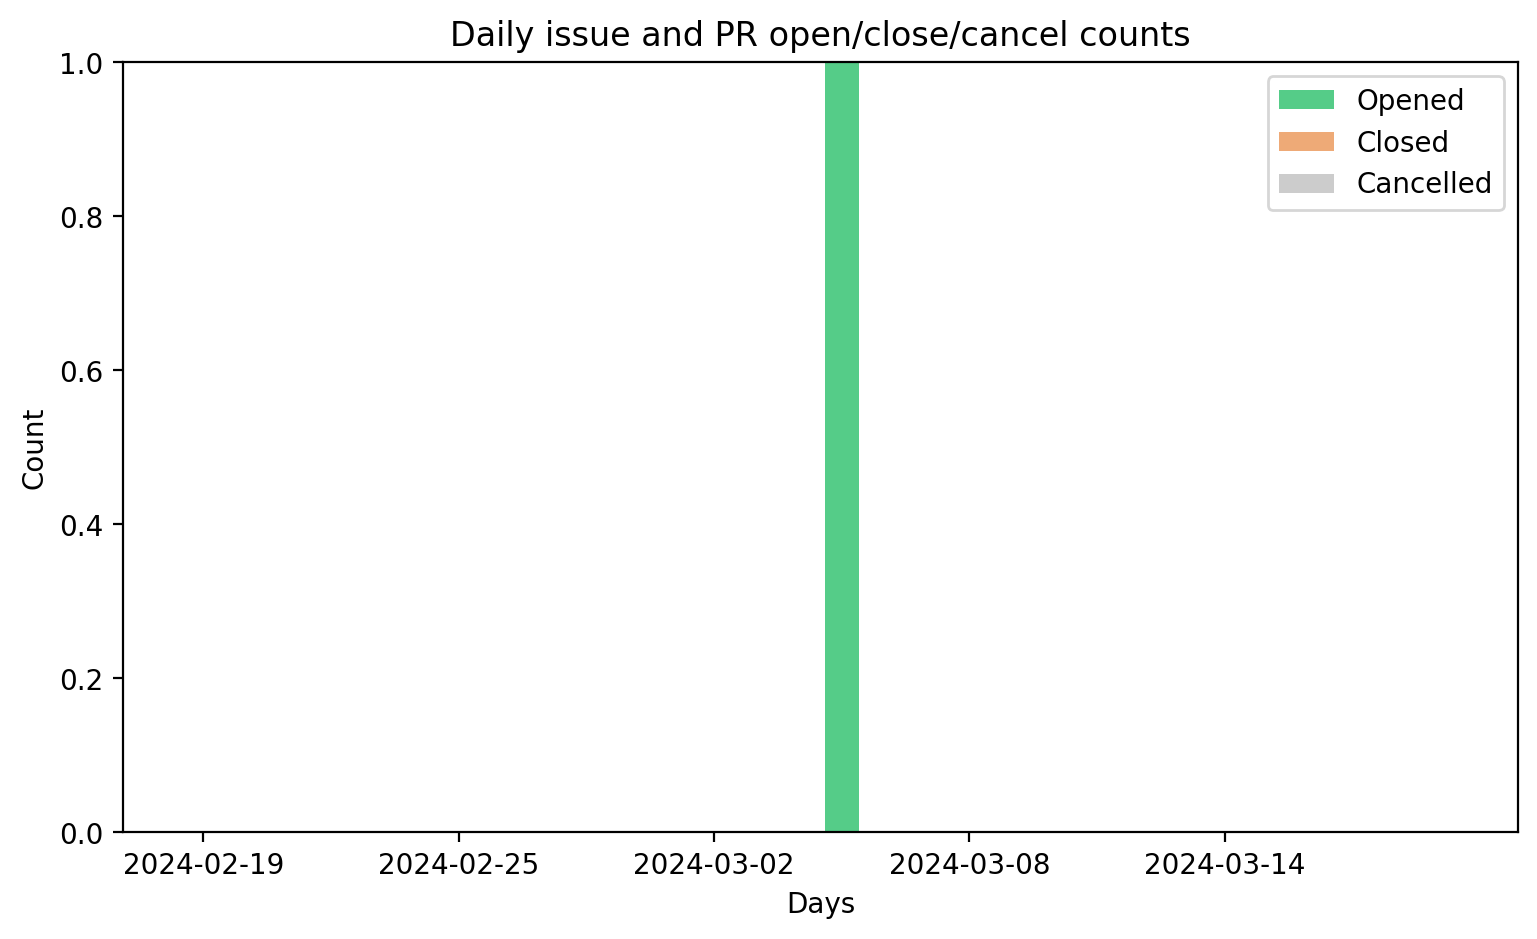 Daily issue and PR open/close/cancel counts
Opened
Closed
Cancelled
1.0
0.8
0.6
0.4
0.2
0.0
Count
2024-02-19 2024-02-25 2024-03-02 2024-03-08 2024-03-14
Days